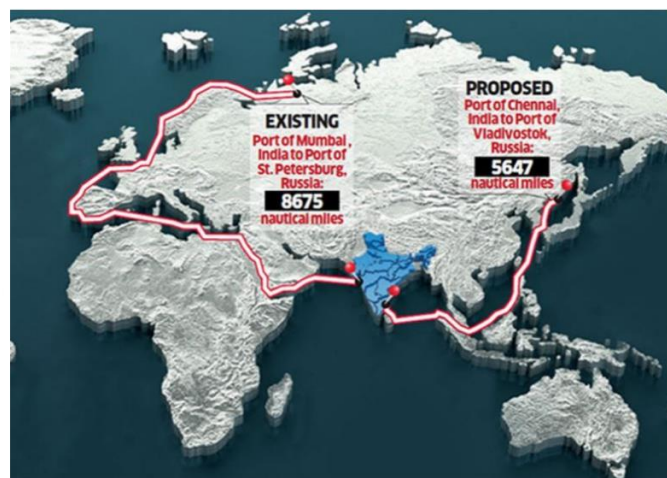 EXISTING
Port of Mumbai,
India to Port of
St. Petersburg,
Russia:
8675
nautical miles
PROPOSED
Port of Chennai,
India to Port of
Vladivostok,
Russia:
5647
nautical miles